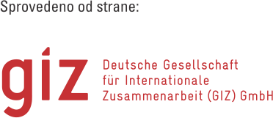 Sprovedeno od strane:
giz
Deutsche Gesellschaft
für Internationale
Zusammenarbeit (GIZ) GmbH